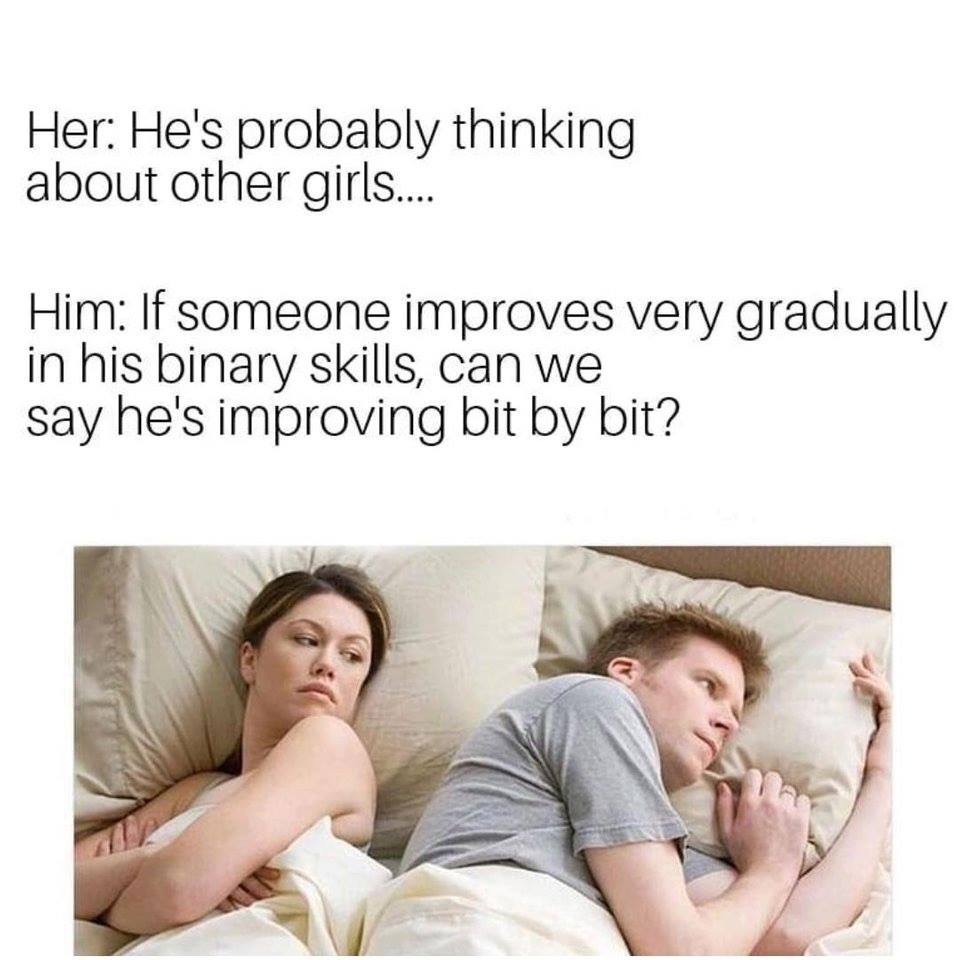 Her: He's probably thinking
about other girls....
Him: If someone improves very gradually
in his binary skills, can we
say he's improving bit by bit?